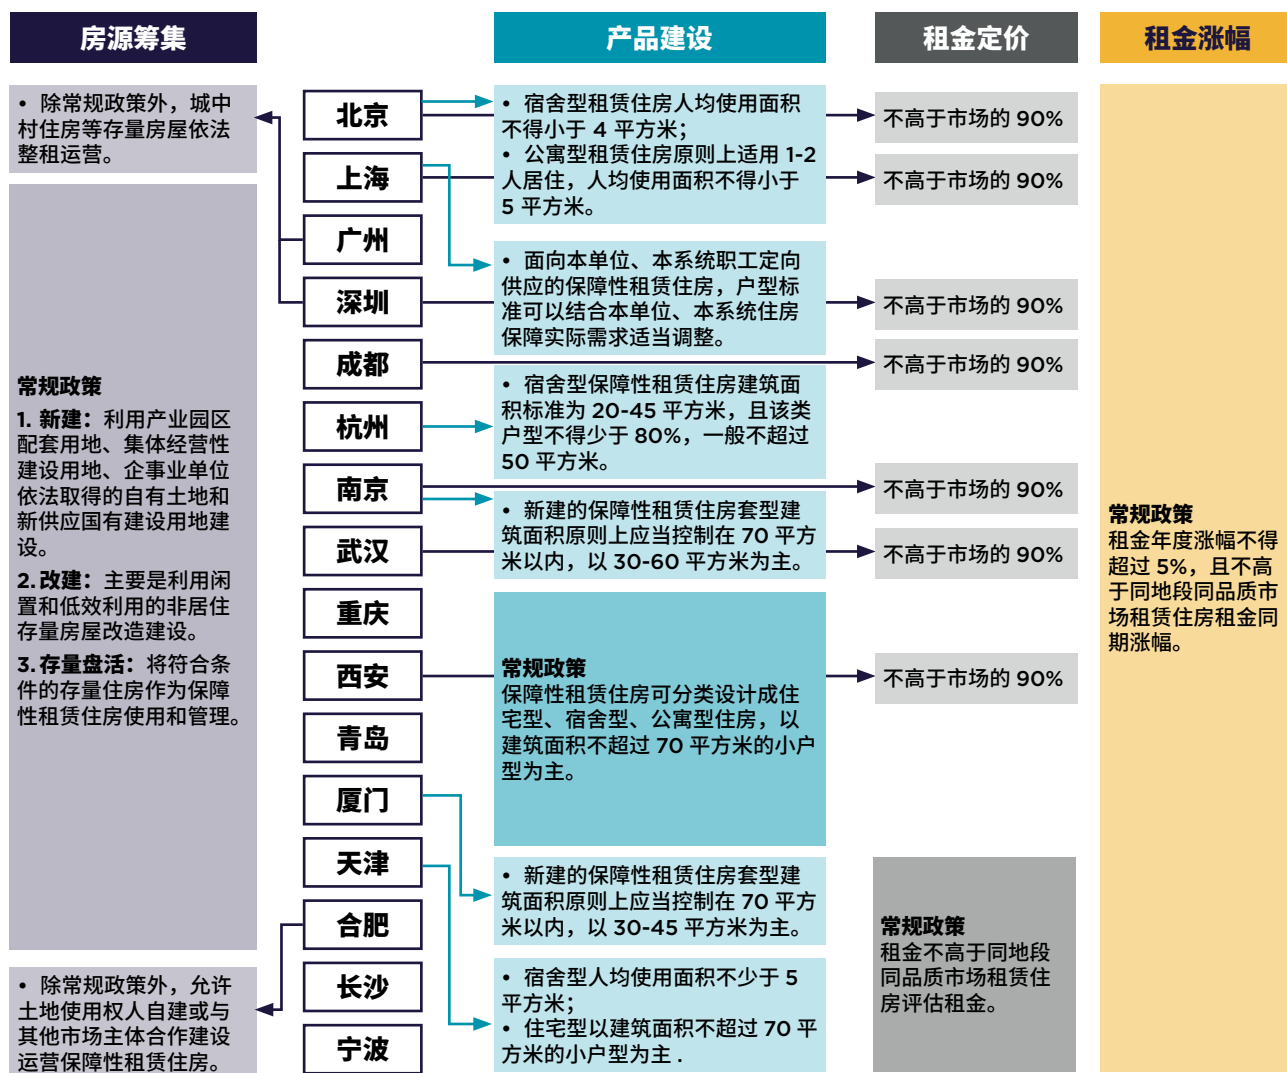 房源筹集
产品建设
租金定价
租金涨幅
• 除常规政策外，城中
村住房等存量房屋依法
整租运营。
常规政策
1. 新建：利用产业园区
配套用地、集体经营性
建设用地、企事业单位
依法取得的自有土地和
新供应国有建设用地建
设。
2.改建：主要是利用闲
置和低效利用的非居住
存量房屋改造建设。
3.存量盘活：将符合条
件的存量住房作为保障
性租赁住房使用和管理。
• 除常规政策外，允许
土地使用权人自建或与
其他市场主体合作建设
运营保障性租赁住房。
北京
上海
广州
深圳
成都
杭州
南京
武汉
重庆
西安
青岛
厦门
天津
合肥
长沙
宁波
• 宿舍型租赁住房人均使用面积
不得小于 4 平方米；
• 公寓型租赁住房原则上适用 1-2
人居住，人均使用面积不得小于
5 平方米。
• 面向本单位、本系统职工定向
供应的保障性租赁住房，户型标
准可以结合本单位、本系统住房
保障实际需求适当调整。
• 宿舍型保障性租赁住房建筑面
积标准为 20-45 平方米，且该类
户型不得少于 80%，一般不超过
50 平方米。
• 新建的保障性租赁住房套型建
筑面积原则上应当控制在 70 平方
米以内，以 30-60 平方米为主。
常规政策
保障性租赁住房可分类设计成住
宅型、宿舍型、公寓型住房，以
建筑面积不超过 70 平方米的小户
型为主。
• 新建的保障性租赁住房套型建
筑面积原则上应当控制在 70 平方
米以内，以 30-45 平方米为主。
• 宿舍型人均使用面积不少于 5
平方米；
• 住宅型以建筑面积不超过 70 平
方米的小户型为主 .
不高于市场的 90%
不高于市场的 90%
不高于市场的 90%
不高于市场的 90%
不高于市场的 90%
不高于市场的 90%
不高于市场的 90%
常规政策
租金不高于同地段
同品质市场租赁住
房评估租金。
常规政策
租金年度涨幅不得
超过 5%，且不高
于同地段同品质市
场租赁住房租金同
期涨幅。